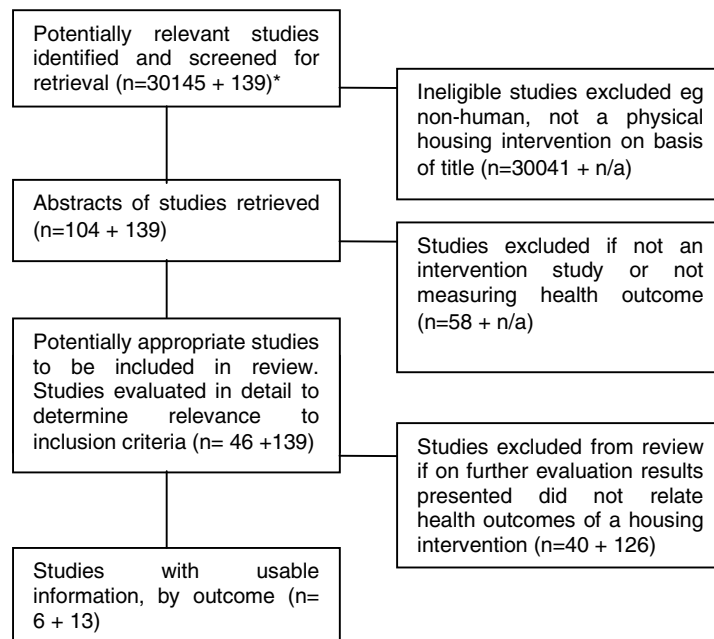 Potentially relevant studies
identified and screened for
retrieval (n=30145 + 139)*
Ineligible studies excluded eg
non-human, not a physical
housing intervention on basis
of title (n=30041 + n/a)
Abstracts of studies retrieved
(n=104 + 139)
Studies excluded if not an
intervention study or not
measuring health outcome
(n=58 + n/a)
Potentially appropriate studies
to be included in review.
Studies evaluated in detail to
determine relevance to
inclusion criteria (n= 46 +139)
Studies excluded from review
if on further evaluation results
presented did not relate
health outcomes of a housing
intervention (n=40 + 126)
Studies with usable
information, by outcome (n=
6 + 13)